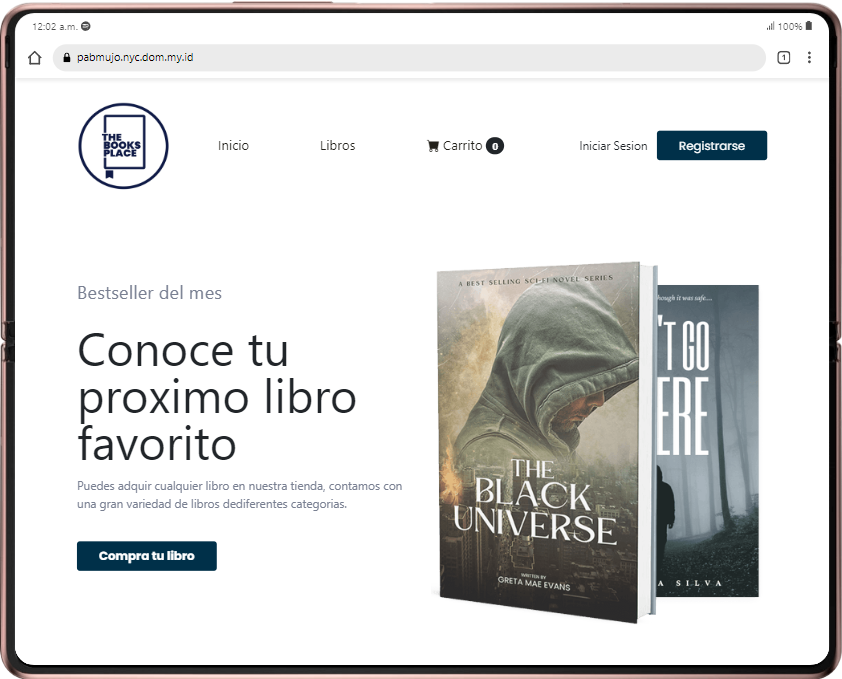 12:02 a.m.
100%
pabmujo.nyc.dom.my.id
1
THE
BOOKS
PLACE
Inicio
Libros
Carrito 0
Iniciar Sesion
Registrarse
Bestseller del mes
Conoce tu
proximo libro
favorito
Puedes adquir cualquier libro en nuestra tienda, contamos con
una gran variedad de libros dediferentes categorias.
Compra tu libro
A BEST SELLING SCI-FI NOVEL SERIES
THE
BLACK
UNIVERSE
WRITTEN BY
GRETA MAE EVANS
though it was safe....
'T GO
ERE
A SILVA